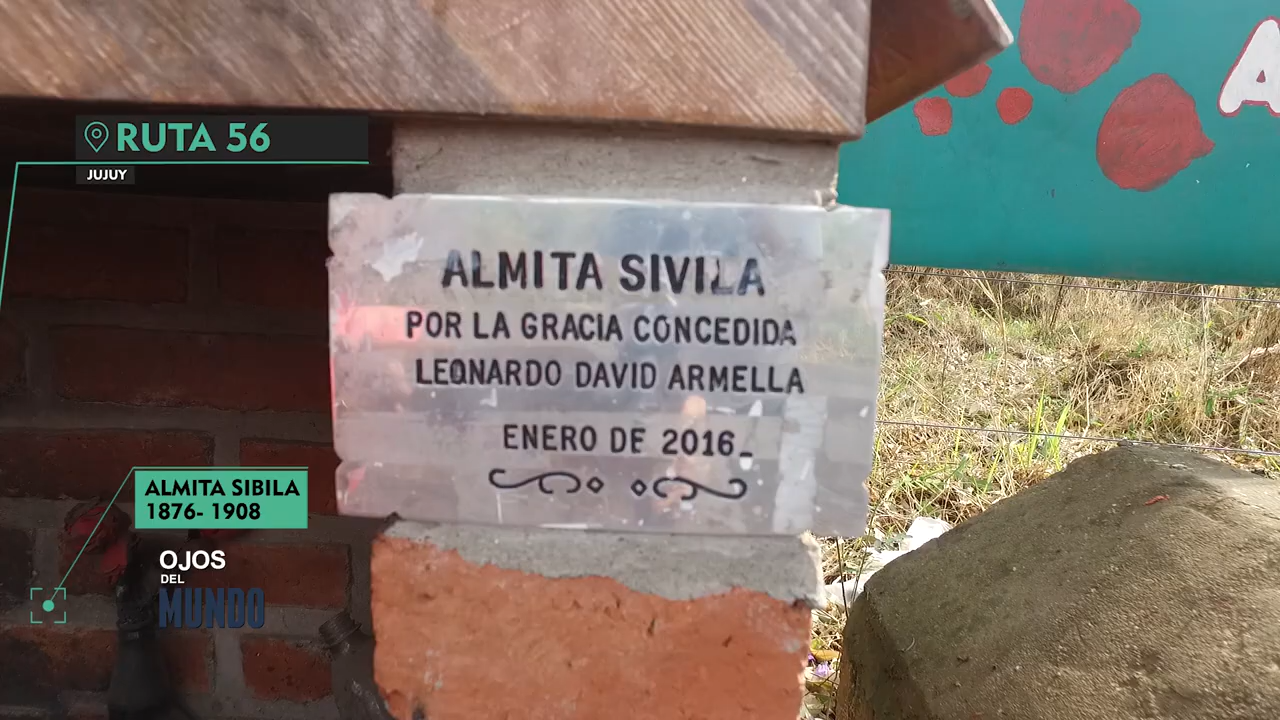 RUTA 56
JUJUY
A
ALMITA SIVILA
POR LA GRACIA CONCEDIDA
LEONARDO DAVID ARMELLA
ENERO DE 2016_
ALMITA SIBILA
1876- 1908
OJOS
DEL
MUNDO